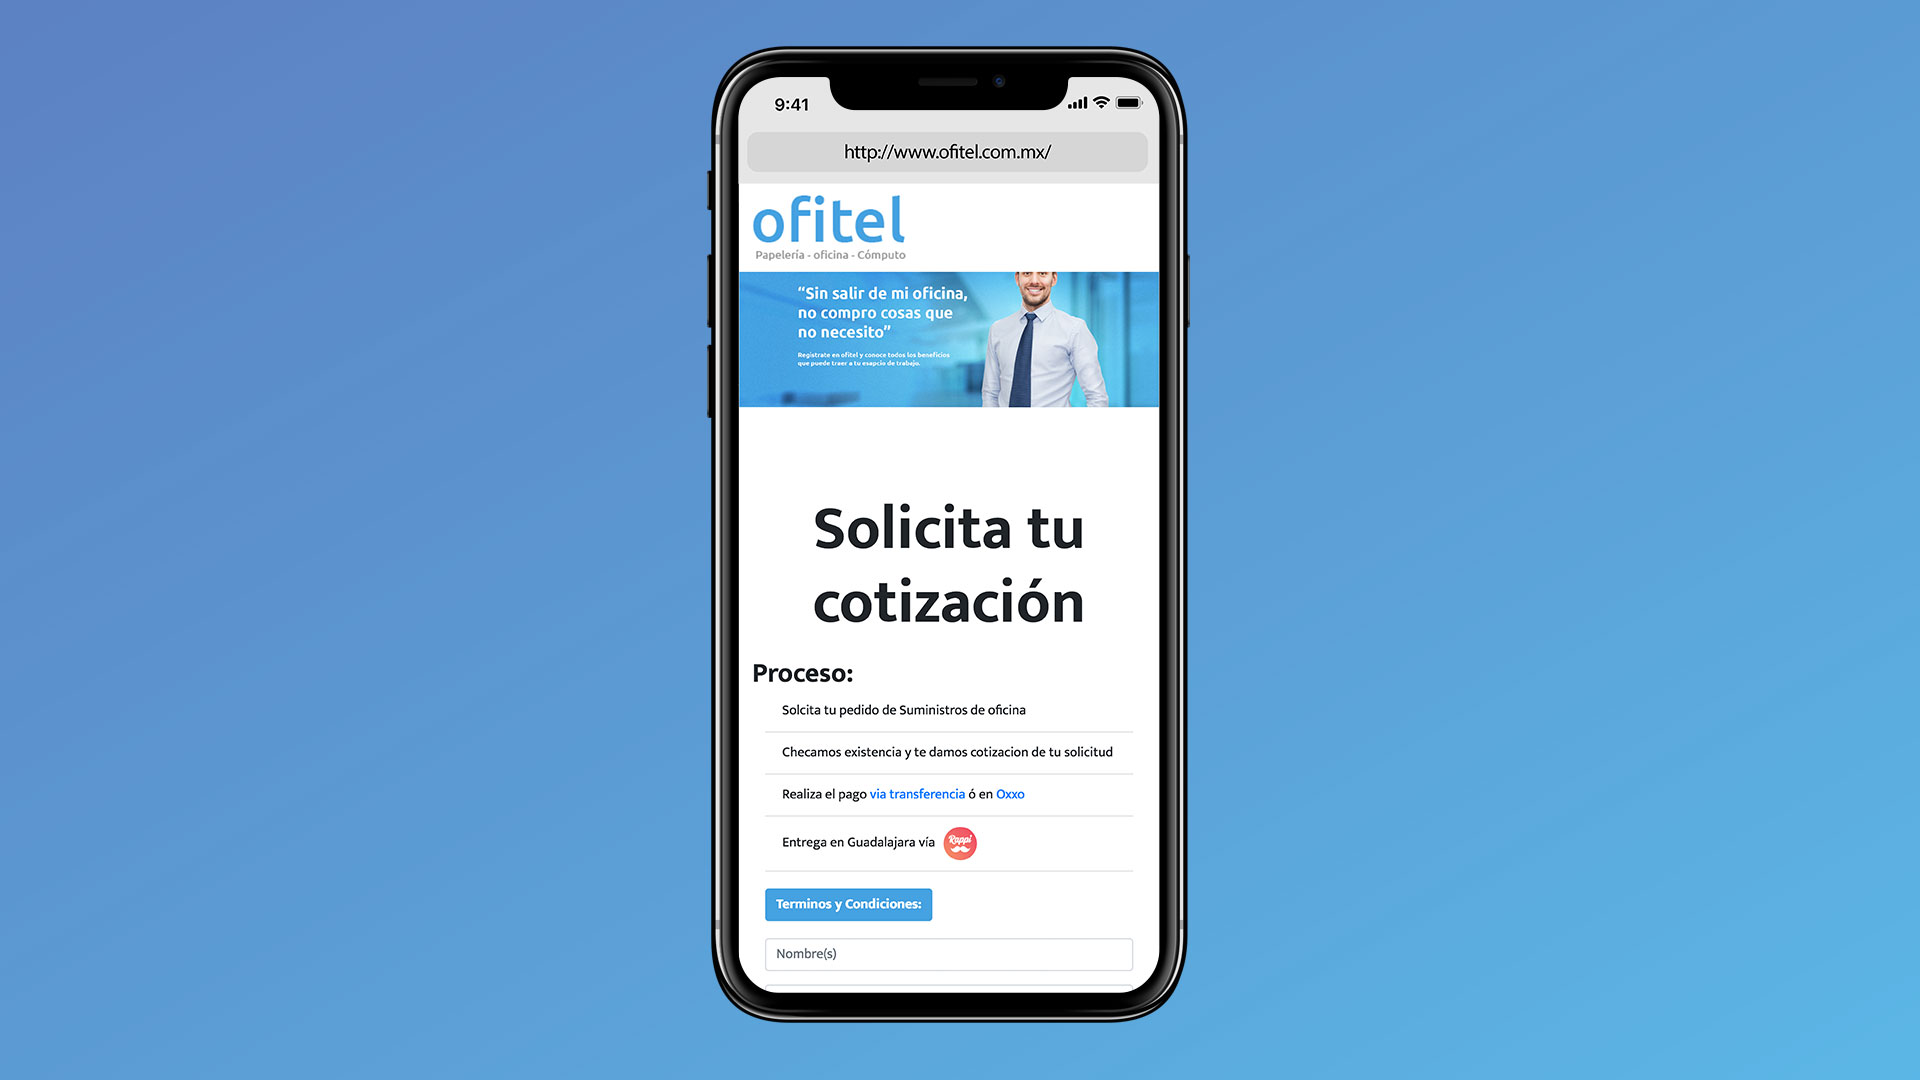 9:41
http://www.ofitel.com.mx/
ofitel
Papelería - oficina - Cómputo
“Sin salir de mi oficina,
no compro cosas que
no necesito”
Registrate en ofitel y conoce todos los beneficios
que puede traer a tu esapcio de trabajo.
Solicita tu
cotización
Proceso:
Solcita tu pedido de Suministros de oficina
Checamos existencia y te damos cotizacion de tu solicitud
Realiza el pago via transferencia ó en Oxxo
Entrega en Guadalajara vía Rappi
Terminos y Condiciones:
Nombre(s)